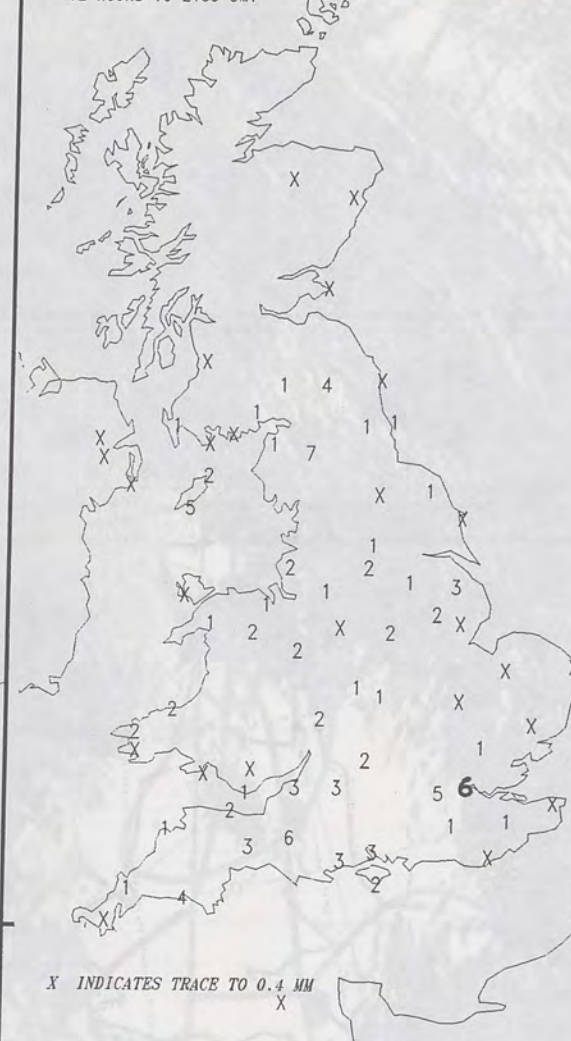 HOURS TO 2100 GMT
X
X
X
X
1 4 X
1
1 1 1
X X X 1
X 7
2
X 5 X 1
X
1
2 2
X 1 1 3
1
1 2 X 2 X
2
X
1 1 X
2 2
X
2 1
X X X 2
1 3 3 5 6
2 X
1 1 1
3 6
3 3 X
1 2
4
X
X INDICATES TRACE TO 0.4 MM
X